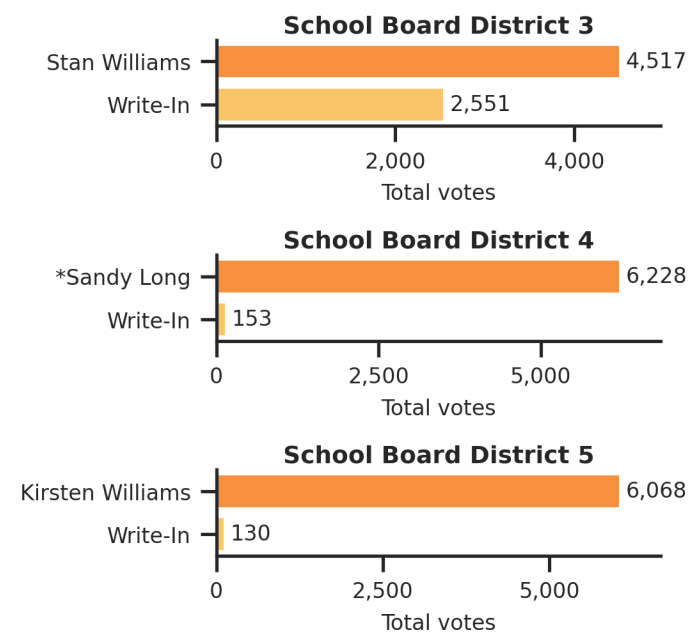 School Board District 3
Stan Williams 4,517
Write-In 2,551
0 2,000 4,000
Total votes
School Board District 4
*Sandy Long 6,228
Write-In 153
0 2,500 5,000
Total votes
School Board District 5
Kirsten Williams 6,068
Write-In 130
0 2,500 5,000
Total votes